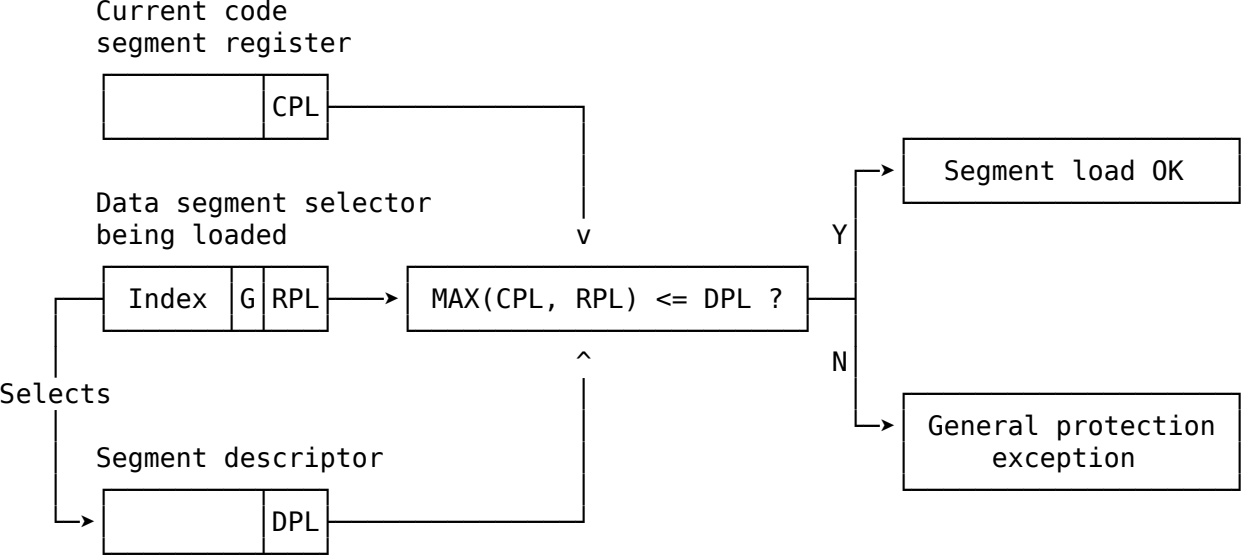 Current code
segment register
CPL
Data segment selector
being loaded
Index G RPL
v
MAX(CPL, RPL) <= DPL ?
^
Y
Segment load OK
N
General protection
exception
Selects
Segment descriptor
DPL